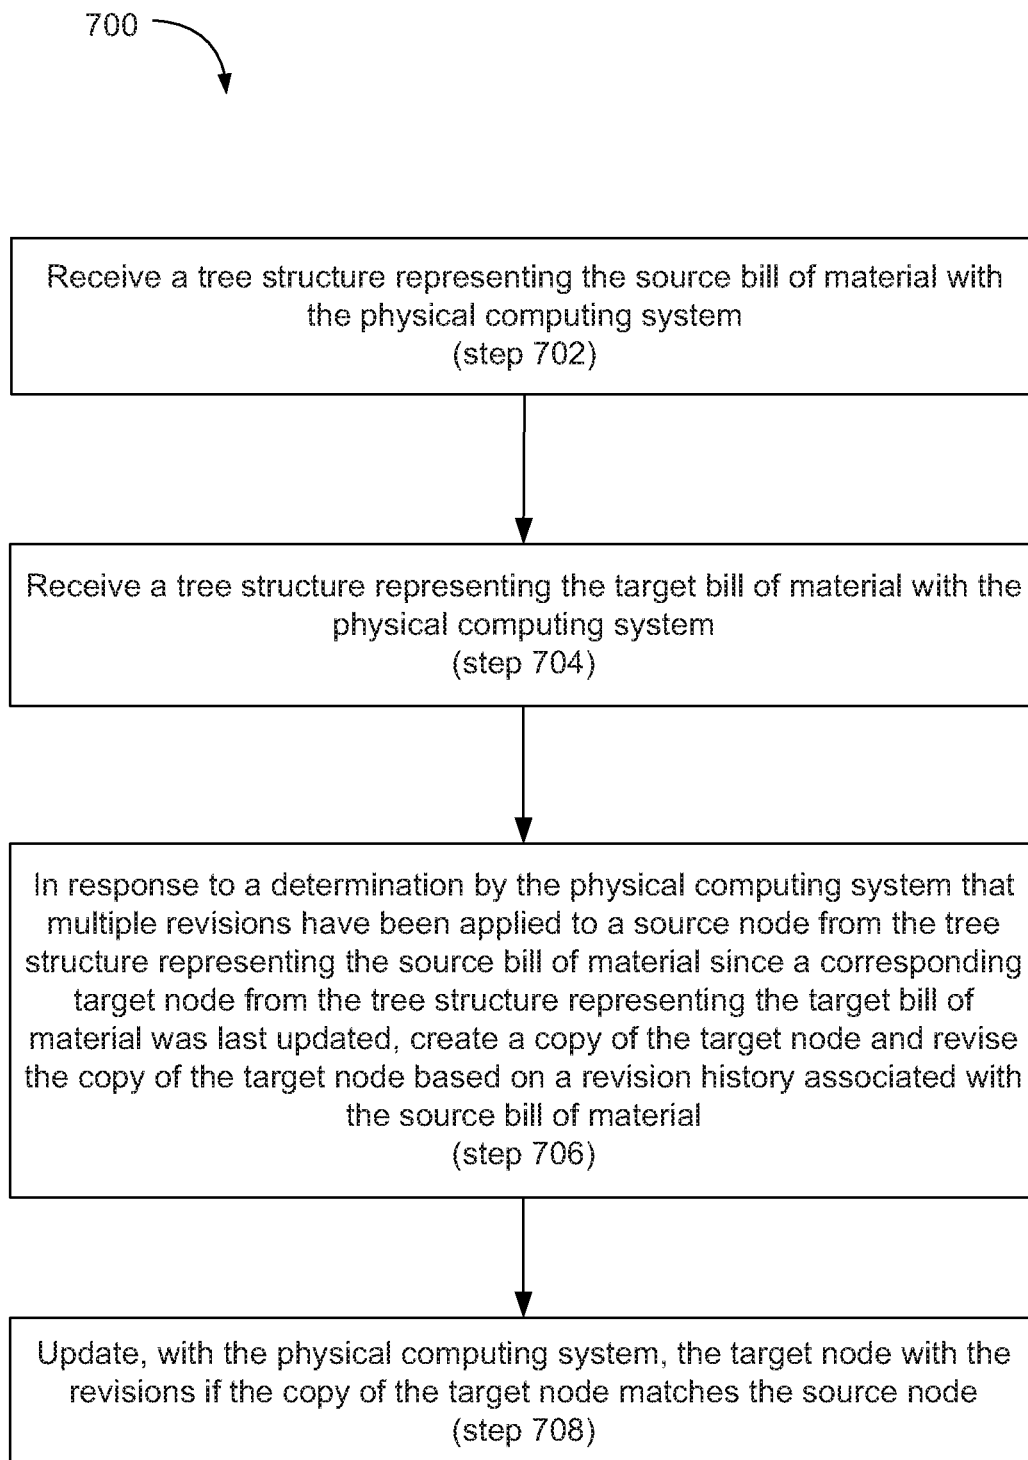 700
Receive a tree structure representing the source bill of material with
the physical computing system
(step 702)
Receive a tree structure representing the target bill of material with the
physical computing system
(step 704)
In response to a determination by the physical computing system that
multiple revisions have been applied to a source node from the tree
structure representing the source bill of material since a corresponding
target node from the tree structure representing the target bill of
material was last updated, create a copy of the target node and revise
the copy of the target node based on a revision history associated with
the source bill of material
(step 706)
Update, with the physical computing system, the target node with the
revisions if the copy of the target node matches the source node
(step 708)